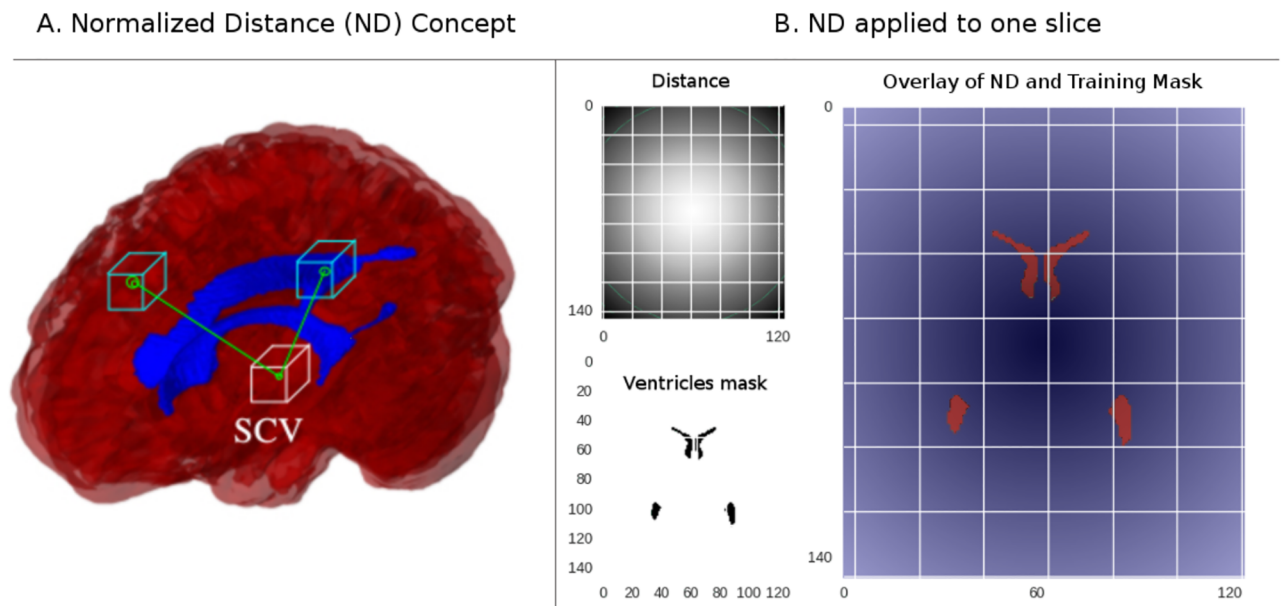 A. Normalized Distance (ND) Concept
B. ND applied to one slice
SCV
Distance
0
140
0
120
Ventricles mask
0
20
40
60
80
100
120
140
0 20 40 60 80 100 120
Overlay of ND and Training Mask
0
140
0 60 120